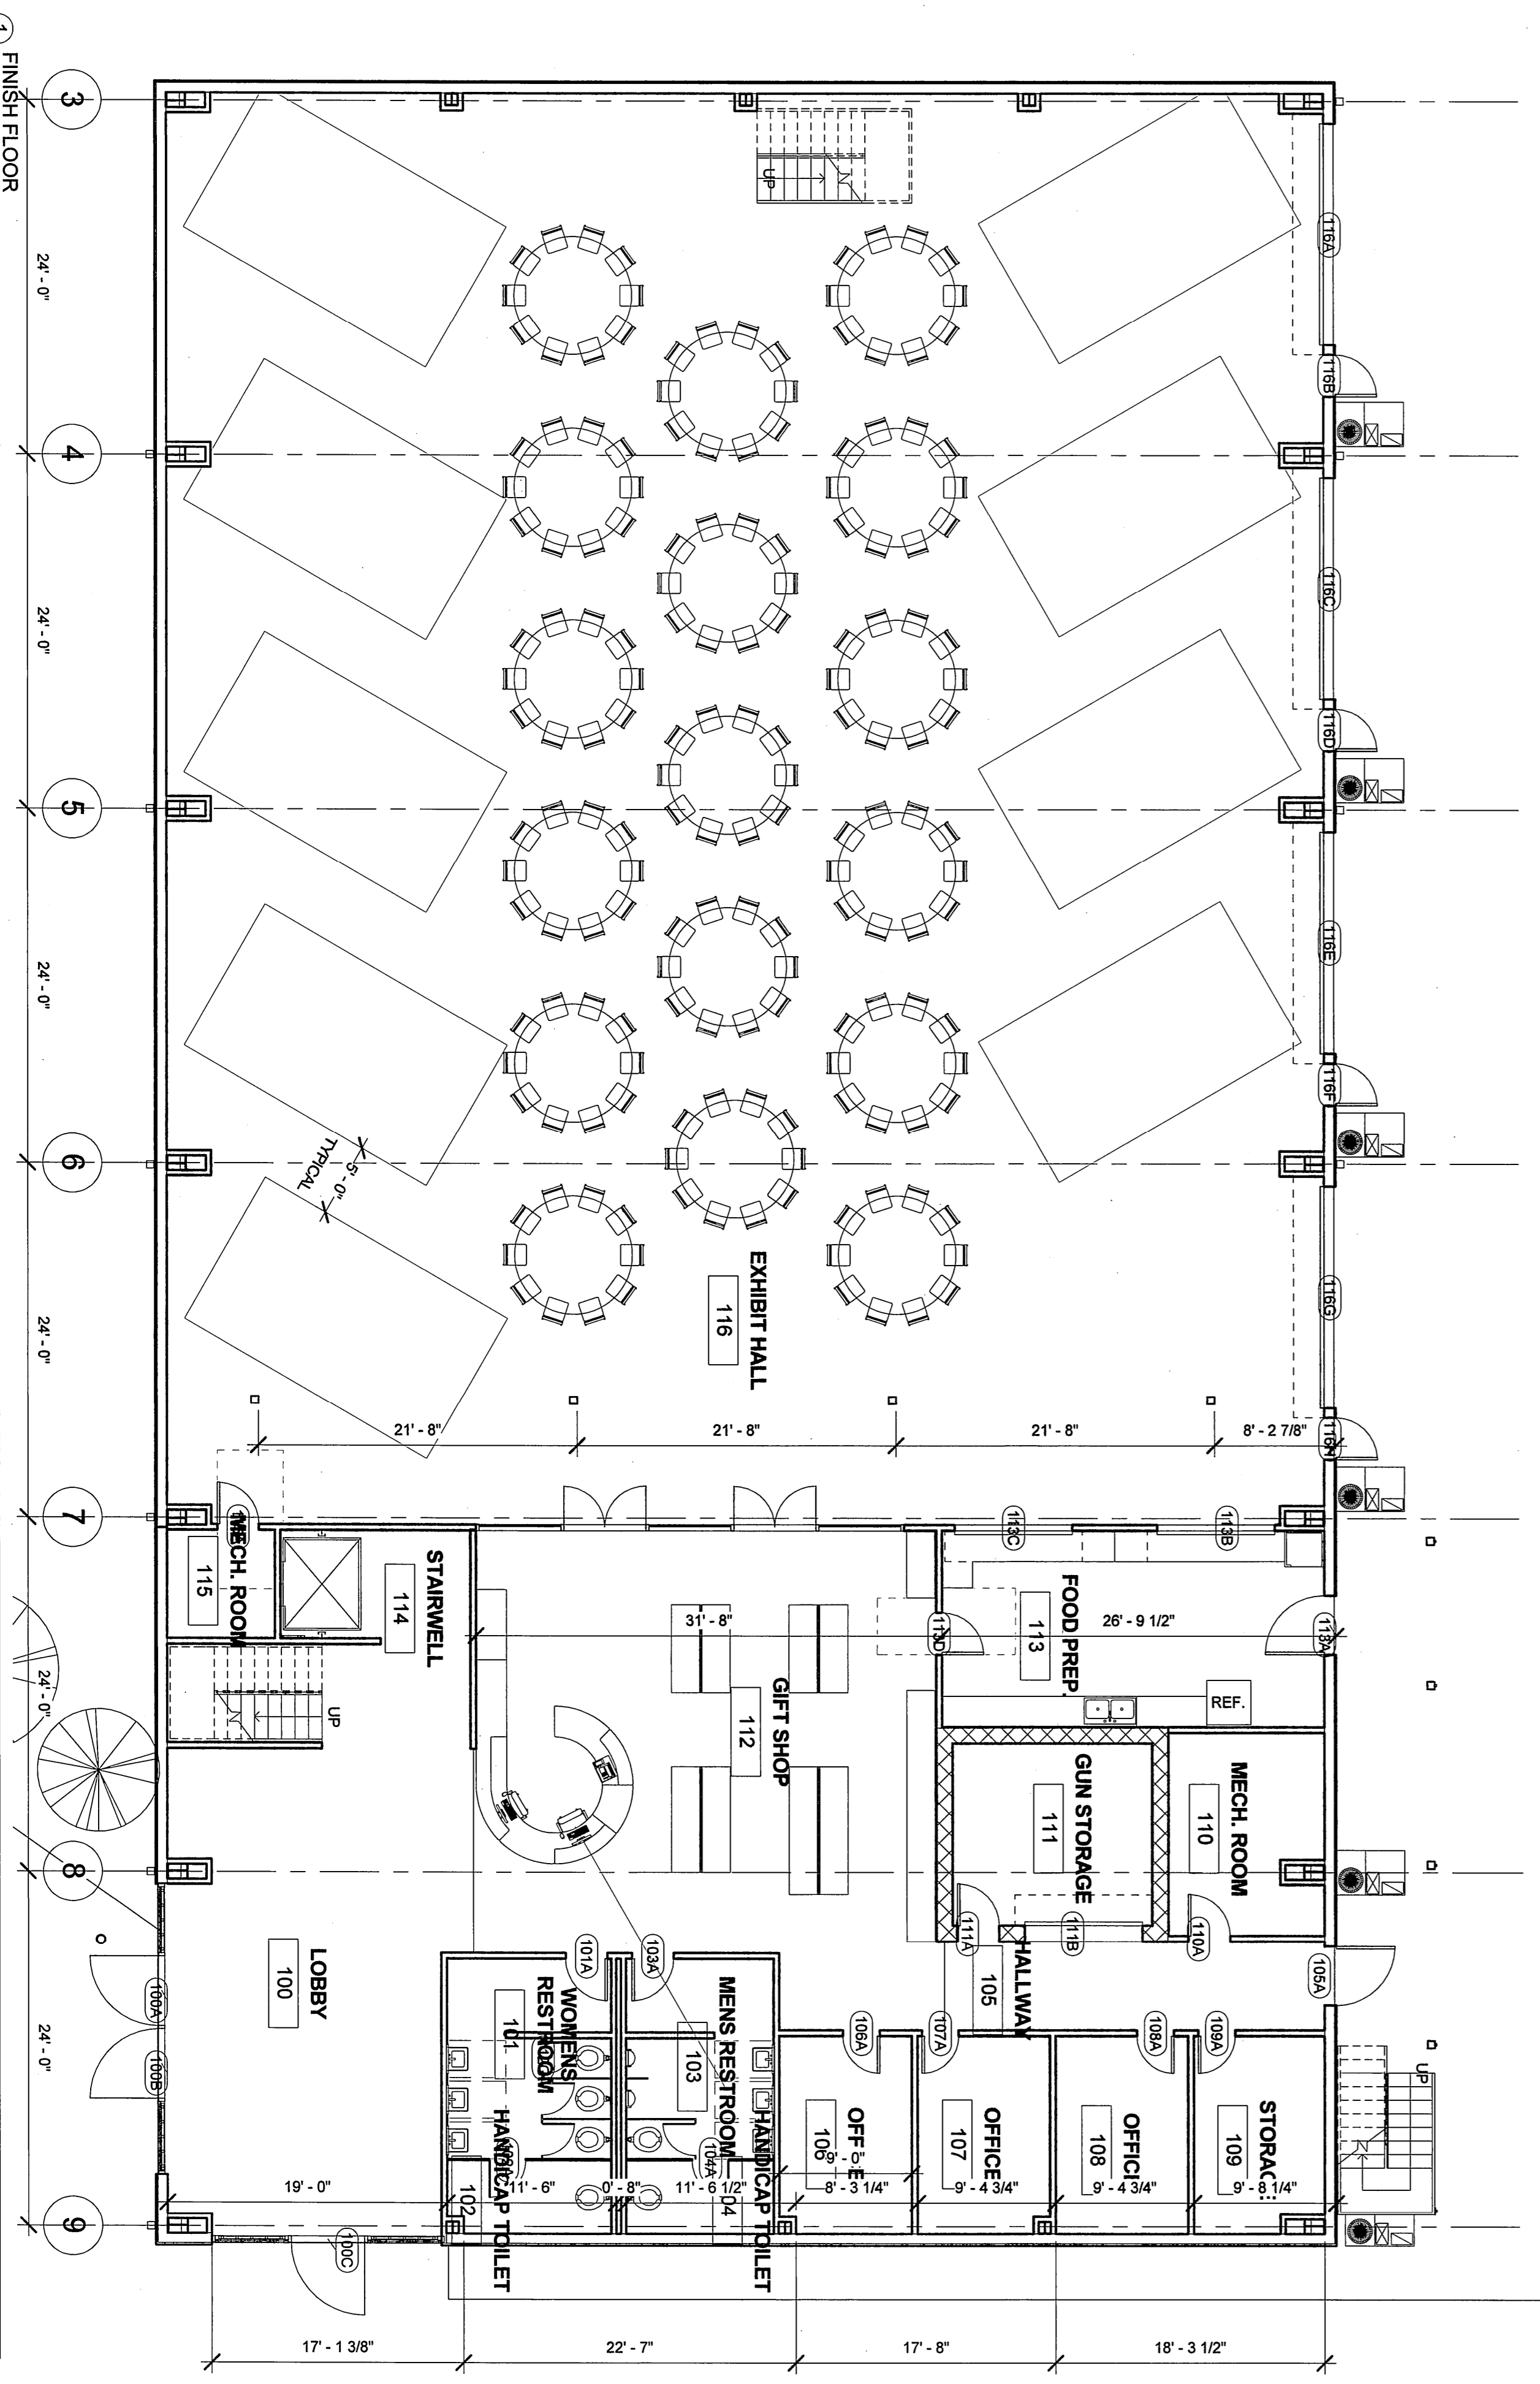 1
FINISH FLOOR
3
4
5
6
7
8
9
24' - 0"
24' - 0"
24' - 0"
24' - 0"
24' - 0"
24' - 0"
UP
116A
116B
116C
116D
116E
116F
116G
116H
5' - 0"
TYPICAL
EXHIBIT HALL
116
21' - 8"
21' - 8"
21' - 8"
8' - 2 7/8"
MECH. ROOM
115
STAIRWELL
114
UP
31' - 8"
GIFT SHOP
112
113C
113B
113D
113A
FOOD PREP.
113
26' - 9 1/2"
REF.
GUN STORAGE
111
MECH. ROOM
110
111A
111B
110A
HALLWAY
105
105A
LOBBY
100
100A
100B
100C
101A
103A
WOMENS
RESTROOM
101
MENS RESTROOM
103
HANDICAP TOILET
102
HANDICAP TOILET
104A
106A
107A
108A
109A
OFFICE
106
OFFICE
107
OFFICE
108
STORAGE
109
UP
19' - 0"
11' - 6"
0' - 8"
11' - 6 1/2"
8' - 3 1/4"
9' - 4 3/4"
9' - 4 3/4"
9' - 8 1/4"
17' - 1 3/8"
22' - 7"
17' - 8"
18' - 3 1/2"